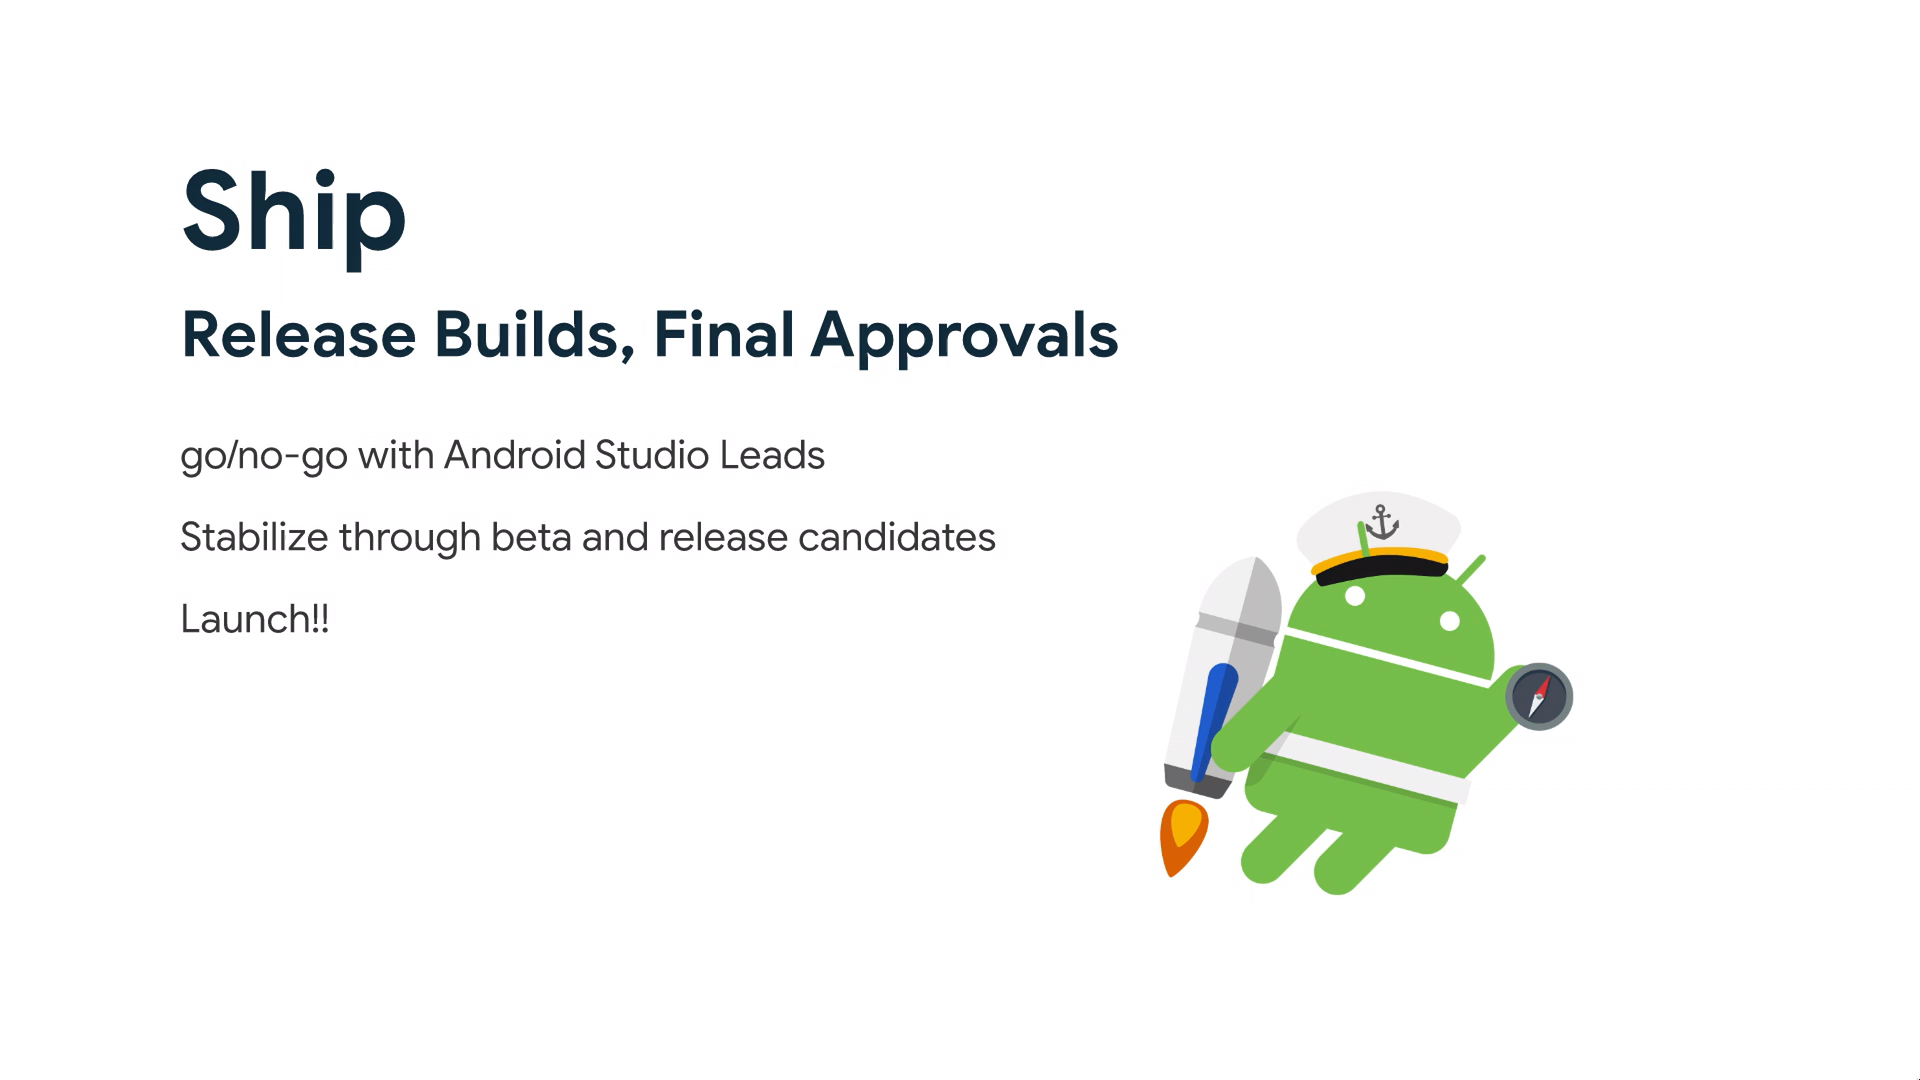 Ship
Release Builds, Final Approvals
go/no-go with Android Studio Leads
Stabilize through beta and release candidates
Launch!!